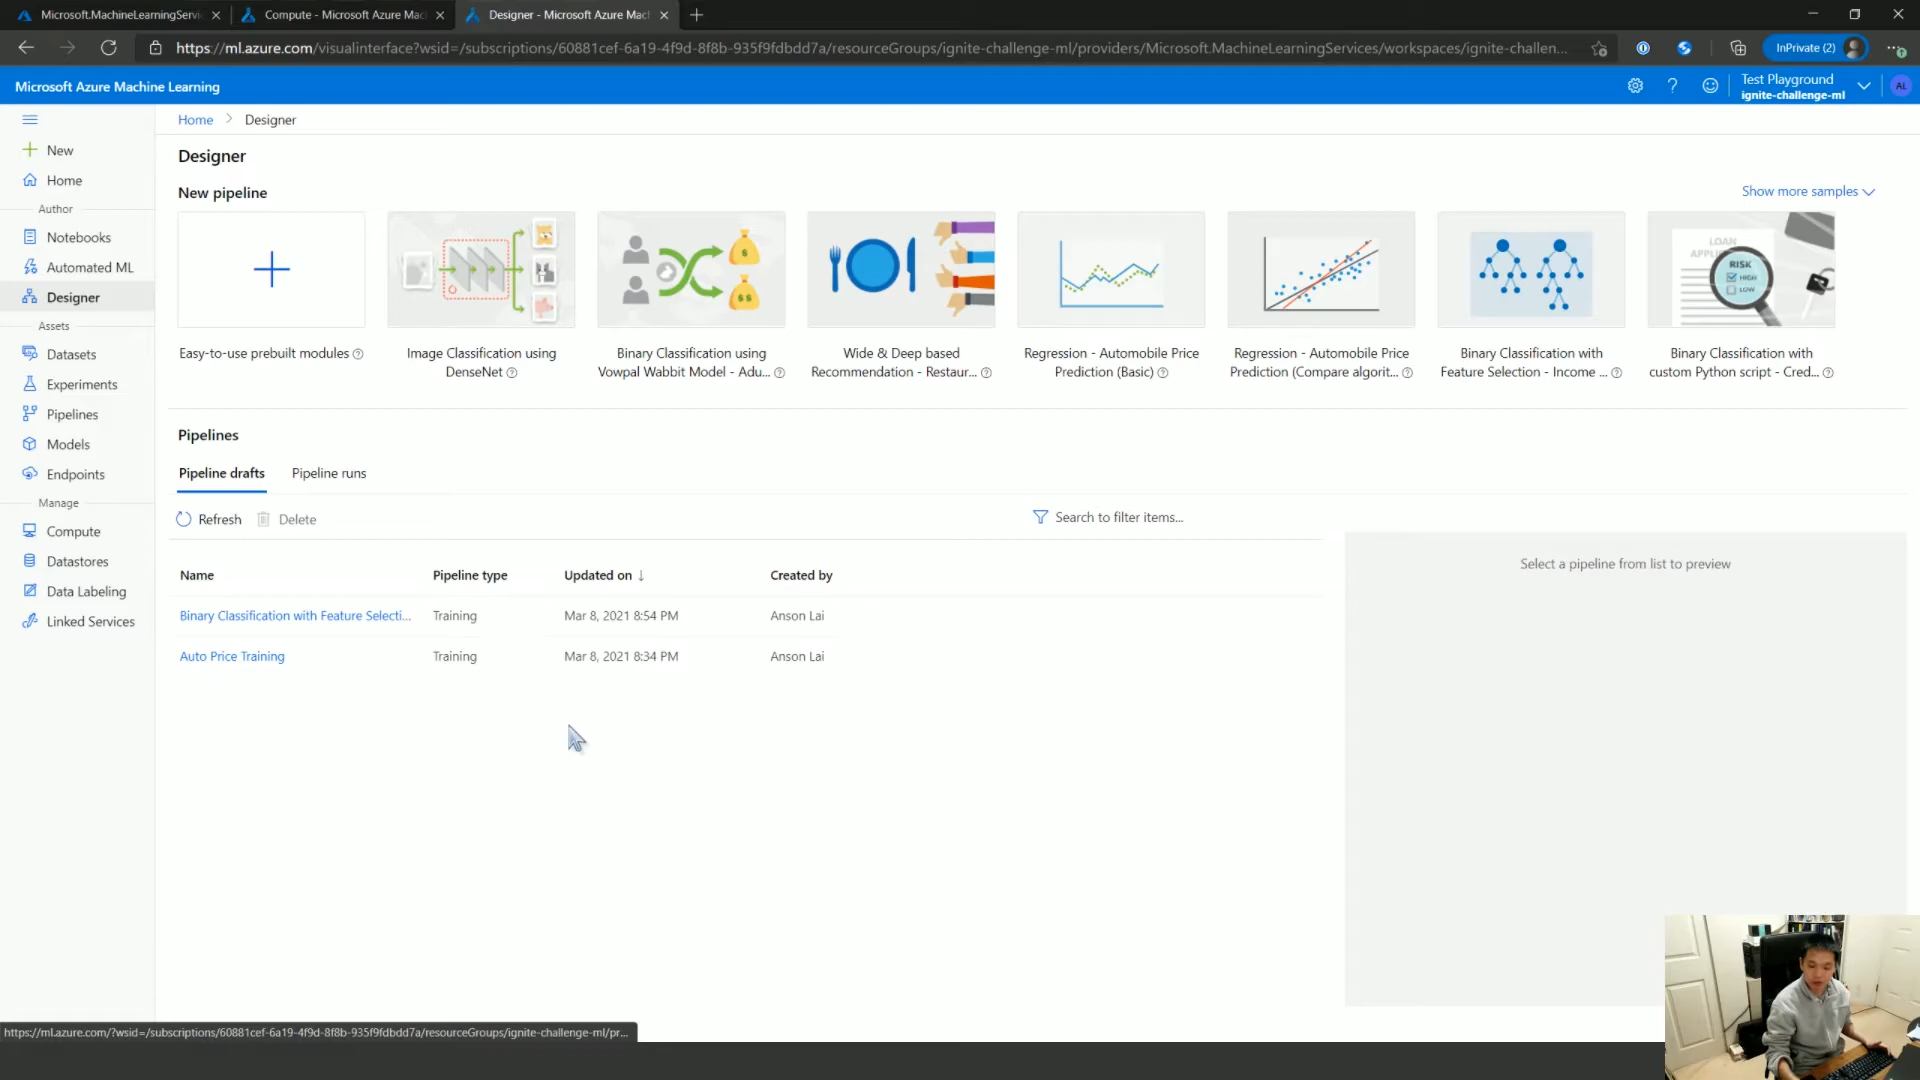 Microsoft.MachineLearningServi
Compute - Microsoft Azure Mac
Designer - Microsoft Azure Mac
https://ml.azure.com/visualinterface?wsid=/subscriptions/60881cef-6a19-4f9d-8f8b-935f9fdbdd7a/resourceGroups/ignite-challenge-ml/providers/Microsoft.MachineLearningServices/workspaces/ignite-challen...
InPrivate (2)
Microsoft Azure Machine Learning
Test Playground
ignite-challenge-ml
AL
Home > Designer
New
Home
Author
Notebooks
Automated ML
Designer
Assets
Datasets
Experiments
Pipelines
Models
Endpoints
Manage
Compute
Datastores
Data Labeling
Linked Services
Designer
New pipeline
Show more samples
LOAN
RISK
HIGH
LOW
Easy-to-use prebuilt modules
Image Classification using
DenseNet
Binary Classification using
Vowpal Wabbit Model - Adu...
Wide & Deep based
Recommendation - Restaur...
Regression - Automobile Price
Prediction (Basic)
Regression - Automobile Price
Prediction (Compare algorit...
Binary Classification with
Feature Selection - Income ...
Binary Classification with
custom Python script - Cred...
Pipelines
Pipeline drafts Pipeline runs
Refresh Delete
Search to filter items...
Name Pipeline type Updated on ↓ Created by
Binary Classification with Feature Selecti... Training Mar 8, 2021 8:54 PM Anson Lai
Auto Price Training Training Mar 8, 2021 8:34 PM Anson Lai
Select a pipeline from list to preview
https://ml.azure.com/?wsid=/subscriptions/60881cef-6a19-4f9d-8f8b-935f9fdbdd7a/resourceGroups/ignite-challenge-ml/pr...